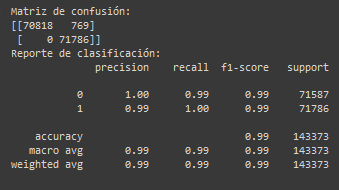 Matriz de confusión:
[[70818   769]
 [    0 71786]]
Reporte de clasificación:
              precision    recall  f1-score   support

           0       1.00      0.99      0.99     71587
           1       0.99      1.00      0.99     71786

    accuracy                           0.99    143373
   macro avg       0.99      0.99      0.99    143373
weighted avg       0.99      0.99      0.99    143373